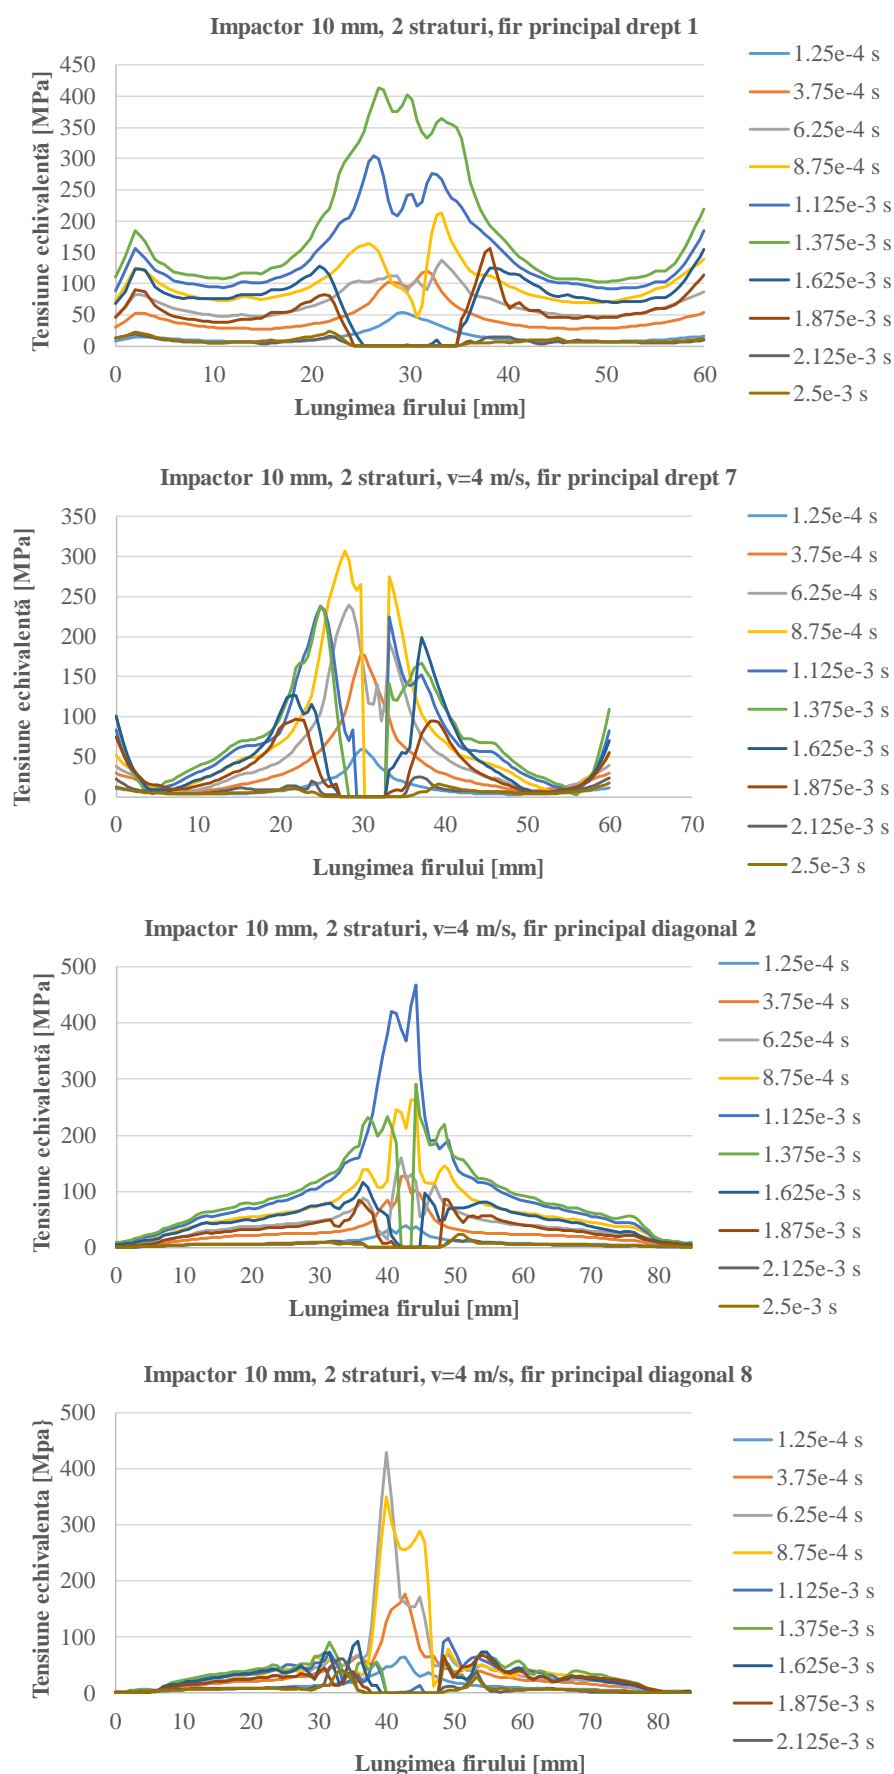 Impactor 10 mm, 2 straturi, fir principal drept 1
Tensiune echivalentă [MPa]
450
400
350
300
250
200
150
100
50
0
0 10 20 30 40 50 60
Lungimea firului [mm]
1.25e-4 s
3.75e-4 s
6.25e-4 s
8.75e-4 s
1.125e-3 s
1.375e-3 s
1.625e-3 s
1.875e-3 s
2.125e-3 s
2.5e-3 s
Impactor 10 mm, 2 straturi, v=4 m/s, fir principal drept 7
Tensiune echivalentă [MPa]
350
300
250
200
150
100
50
0
0 10 20 30 40 50 60 70
Lungimea firului [mm]
1.25e-4 s
3.75e-4 s
6.25e-4 s
8.75e-4 s
1.125e-3 s
1.375e-3 s
1.625e-3 s
1.875e-3 s
2.125e-3 s
2.5e-3 s
Impactor 10 mm, 2 straturi, v=4 m/s, fir principal diagonal 2
Tensiune echivalentă [MPa]
500
400
300
200
100
0
0 10 20 30 40 50 60 70 80
Lungimea firului [mm]
1.25e-4 s
3.75e-4 s
6.25e-4 s
8.75e-4 s
1.125e-3 s
1.375e-3 s
1.625e-3 s
1.875e-3 s
2.125e-3 s
2.5e-3 s
Impactor 10 mm, 2 straturi, v=4 m/s, fir principal diagonal 8
Tensiune echivalenta [Mpa}
500
400
300
200
100
0
0 10 20 30 40 50 60 70 80
Lungimea firului [mm]
1.25e-4 s
3.75e-4 s
6.25e-4 s
8.75e-4 s
1.125e-3 s
1.375e-3 s
1.625e-3 s
1.875e-3 s
2.125e-3 s